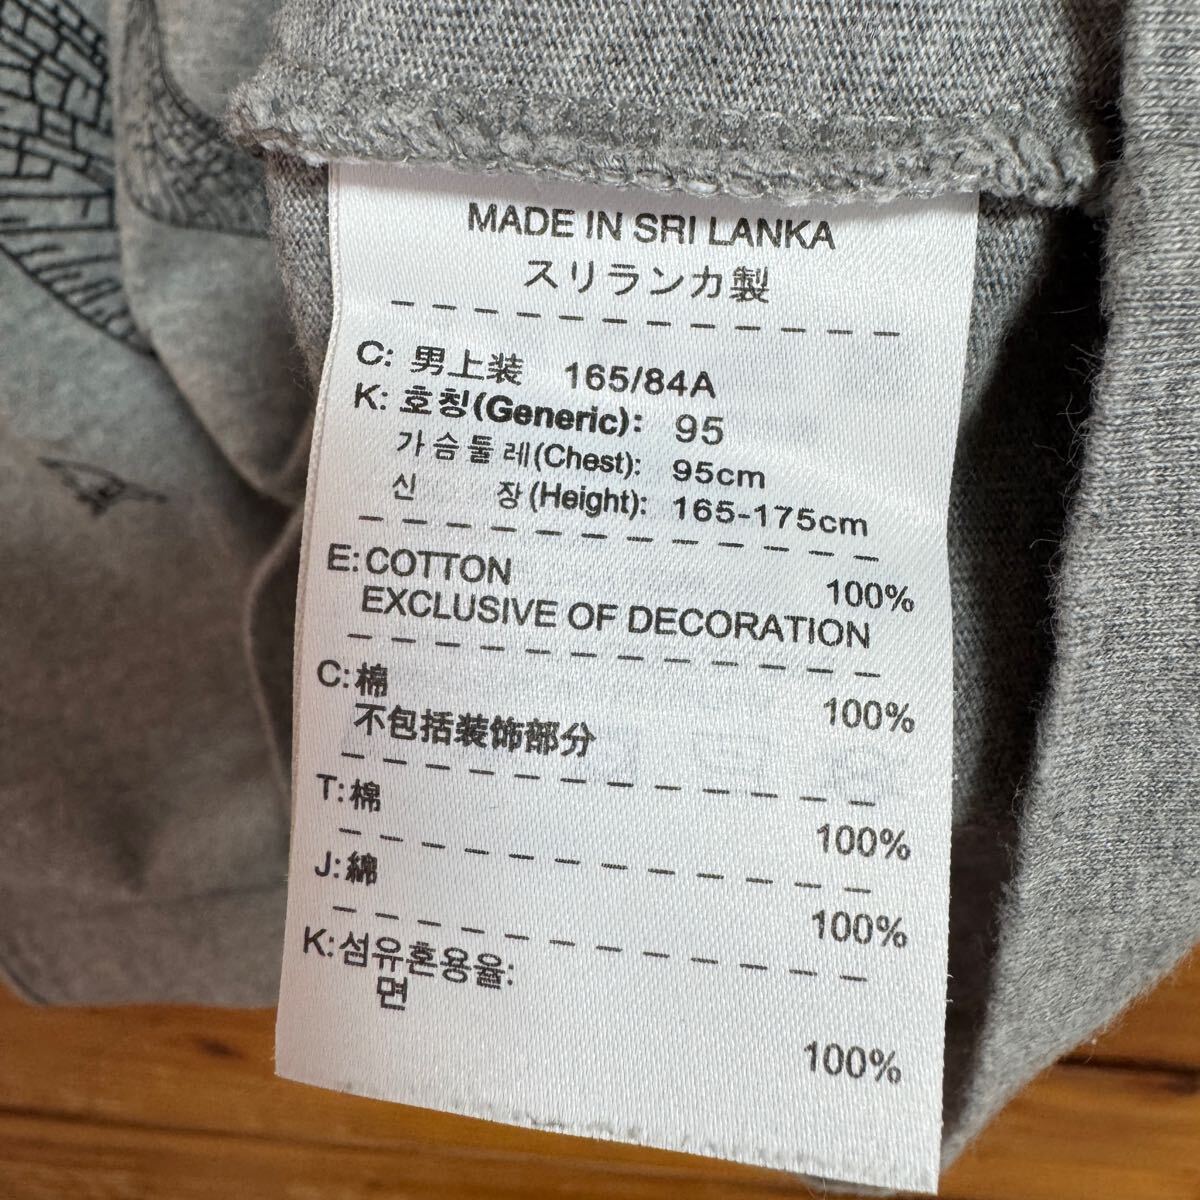 MADE IN SRI LANKA
スリランカ製
C: 男上装 165/84A
K: 호칭(Generic): 95
가슴둘레(Chest): 95cm
신 장(Height): 165-175cm
E: COTTON 100%
EXCLUSIVE OF DECORATION
C: 棉 100%
不包括装饰部分
T: 棉 100%
J: 綿 100%
K: 섬유혼용율:
면 100%